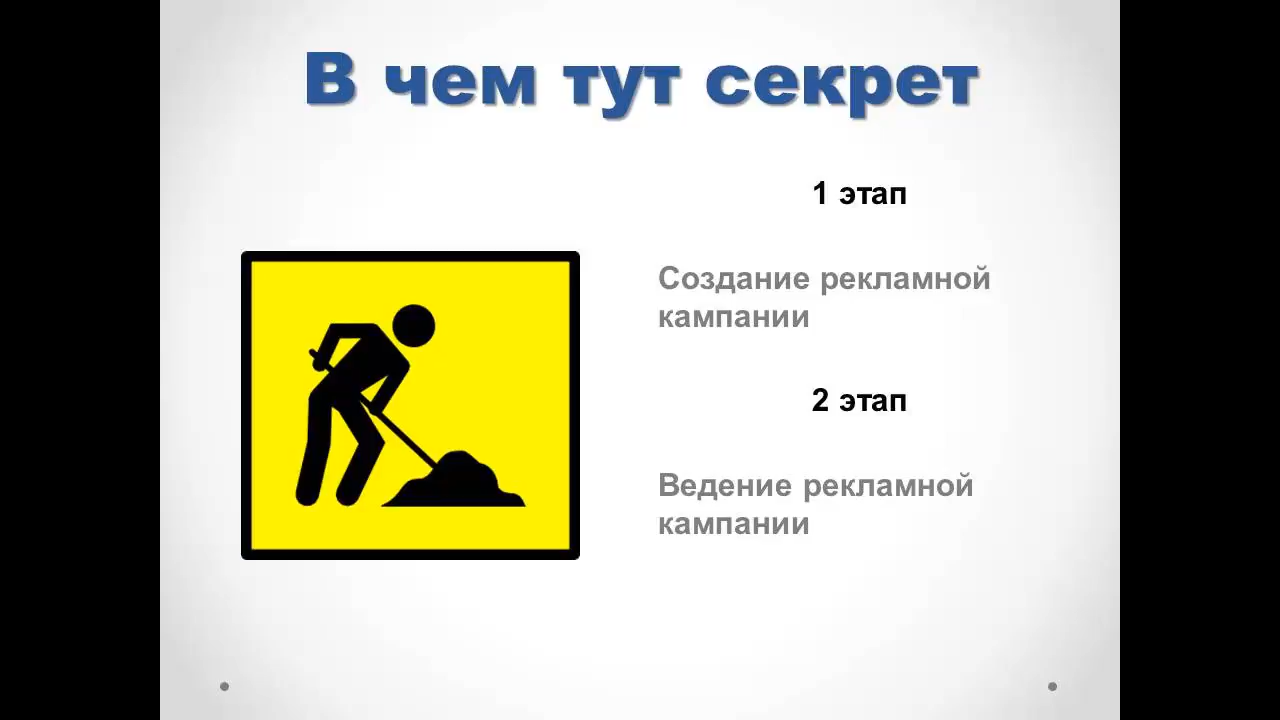 В чем тут секрет
1 этап
Создание рекламной
кампании
2 этап
Ведение рекламной
кампании